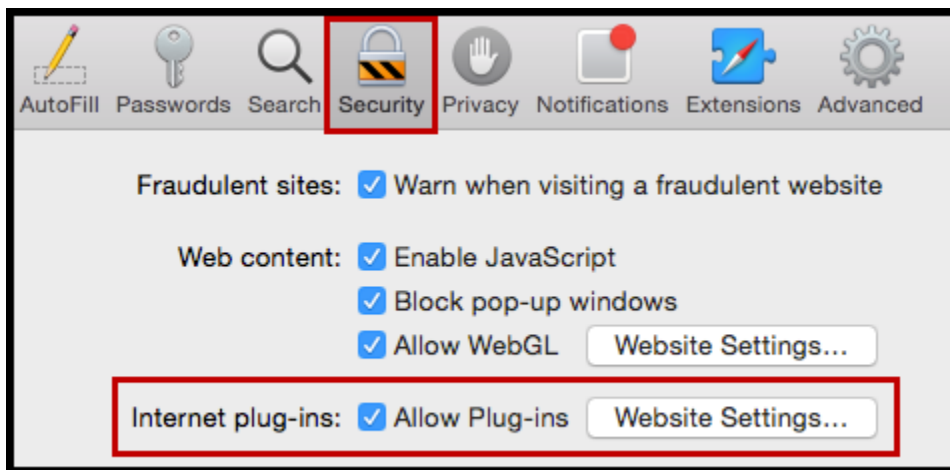 AutoFill Passwords Search Security Privacy Notifications Extensions Advanced
Fraudulent sites: Warn when visiting a fraudulent website
Web content: Enable JavaScript
Block pop-up windows
Allow WebGL Website Settings...
Internet plug-ins: Allow Plug-ins Website Settings...